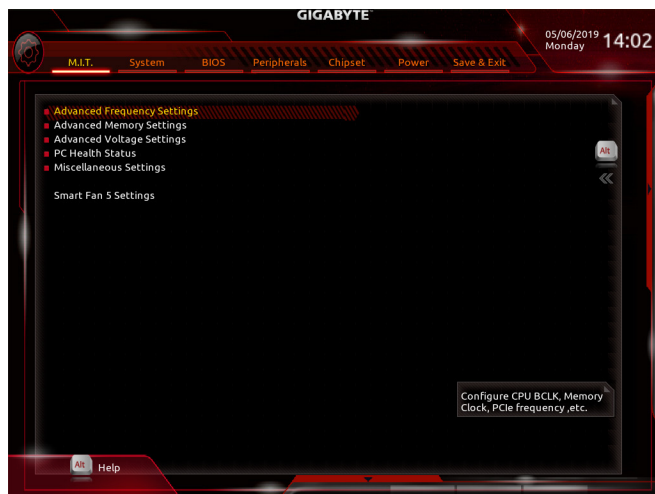 GIGABYTE™
05/06/2019
Monday
14:02
M.I.T. System BIOS Peripherals Chipset Power Save & Exit
Advanced Frequency Settings
Advanced Memory Settings
Advanced Voltage Settings
PC Health Status
Miscellaneous Settings
Smart Fan 5 Settings
Alt
Configure CPU BCLK, Memory
Clock, PCIe frequency ,etc.
Alt Help